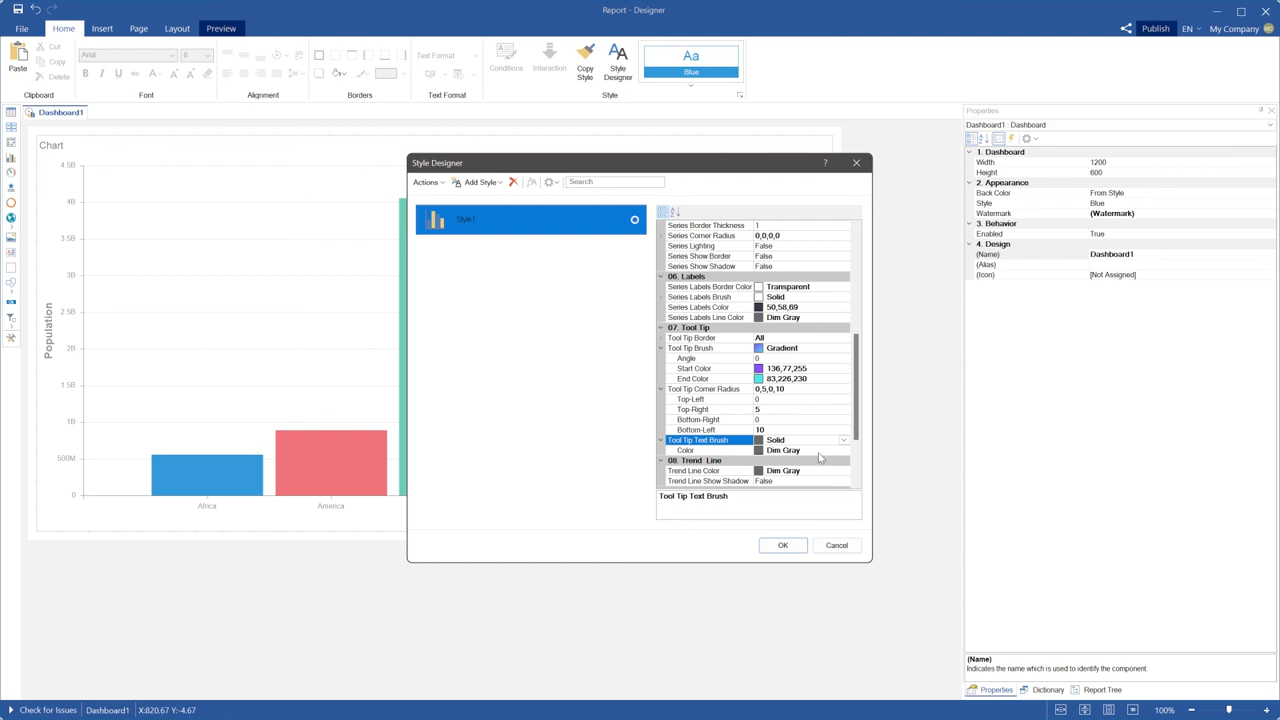 Report - Designer
File Home Insert Page Layout Preview Publish EN My Company MC
Paste Cut Copy Delete
Arial 8
B I U A
Text Format
Conditions Interaction Copy Style Style Designer
Aa
Blue
Clipboard Font Alignment Borders Text Format Style
Dashboard1
Chart
4.5B
4B
3.5B
3B
2.5B
2B
1.5B
1B
500M
0
Population
Africa America
Style Designer ? ×
Actions Add Style Search
Style1
Series Border Thickness 1
Series Corner Radius 0,0,0,0
Series Lighting False
Series Show Border False
Series Show Shadow False
06. Labels
Series Labels Border Color Transparent
Series Labels Brush Solid
Series Labels Color 50,58,69
Series Labels Line Color Dim Gray
07. Tool Tip
Tool Tip Border All
Tool Tip Brush Gradient
Angle 0
Start Color 136,77,255
End Color 83,226,230
Tool Tip Corner Radius 0,5,0,10
Top-Left 0
Top-Right 5
Bottom-Right 0
Bottom-Left 10
Tool Tip Text Brush Solid
Color Dim Gray
08. Trend Line
Trend Line Color Dim Gray
Trend Line Show Shadow False
Tool Tip Text Brush
OK Cancel
Properties
Dashboard1 : Dashboard
1. Dashboard
Width 1200
Height 600
2. Appearance
Back Color From Style
Style Blue
Watermark (Watermark)
3. Behavior
Enabled True
4. Design
(Name) Dashboard1
(Alias)
(Icon) [Not Assigned]
(Name)
Indicates the name which is used to identify the component.
Properties Dictionary Report Tree
Check for Issues Dashboard1 X:820.67 Y:-4.67 100%